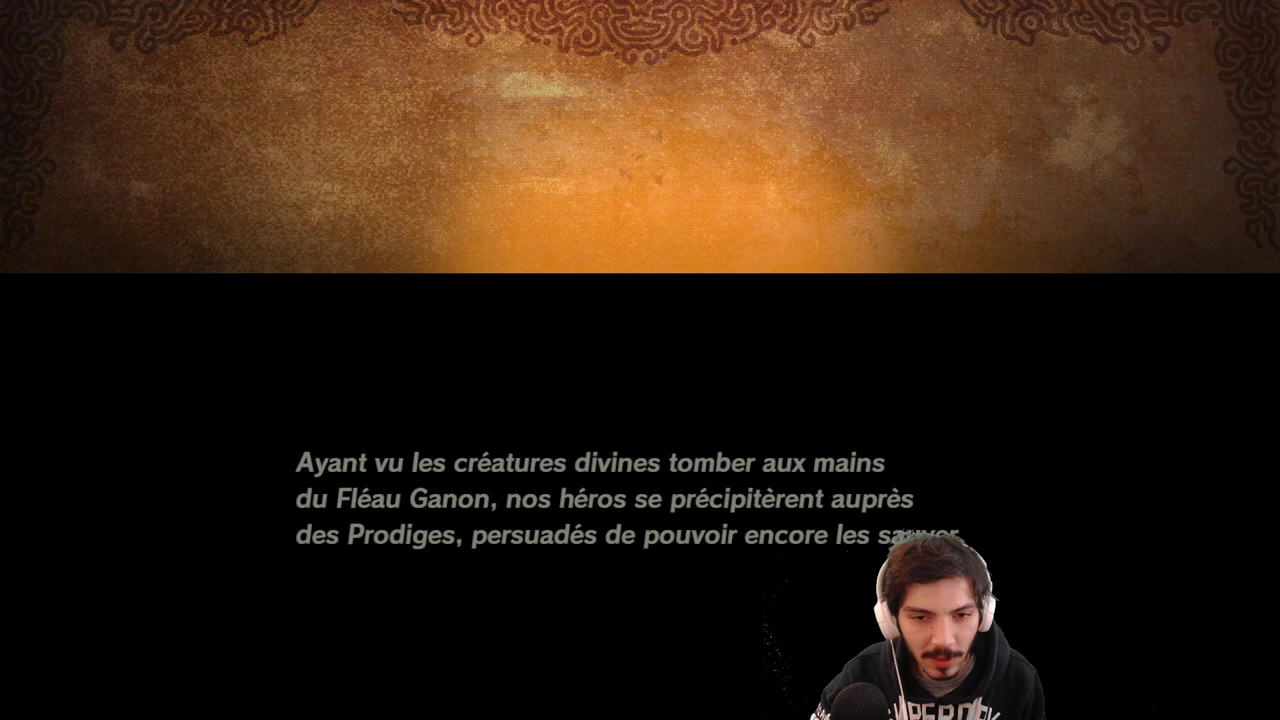 Ayant vu les créatures divines tomber aux mains
du Fléau Ganon, nos héros se précipitèrent auprès
des Prodiges, persuadés de pouvoir encore les